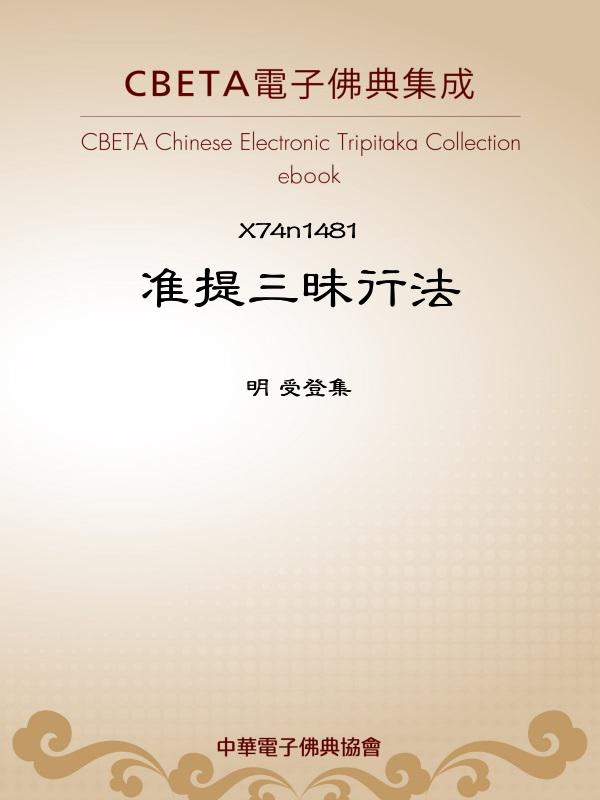 CBETA電子佛典集成
CBETA Chinese Electronic Tripitaka Collection
ebook
X74n1481
准提三昧行法
明 受登集
中華電子佛典協會